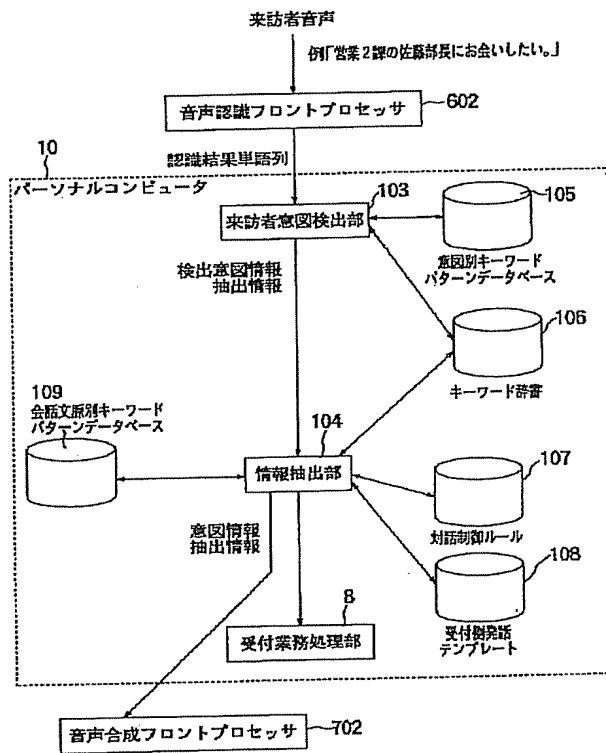 来訪者音声
例「営業2課の佐藤部長にお会いしたい。」
音声認識フロントプロセッサ
602
認識結果単語列
10
パーソナルコンピュータ
103
来訪者意図検出部
105
意図別キーワード
パターンデータベース
検出意図情報
抽出情報
106
キーワード辞書
109
会話文脈別キーワード
パターンデータベース
104
情報抽出部
107
対話制御ルール
意図情報
抽出情報
108
受付側発話
テンプレート
8
受付業務処理部
音声合成フロントプロセッサ
702